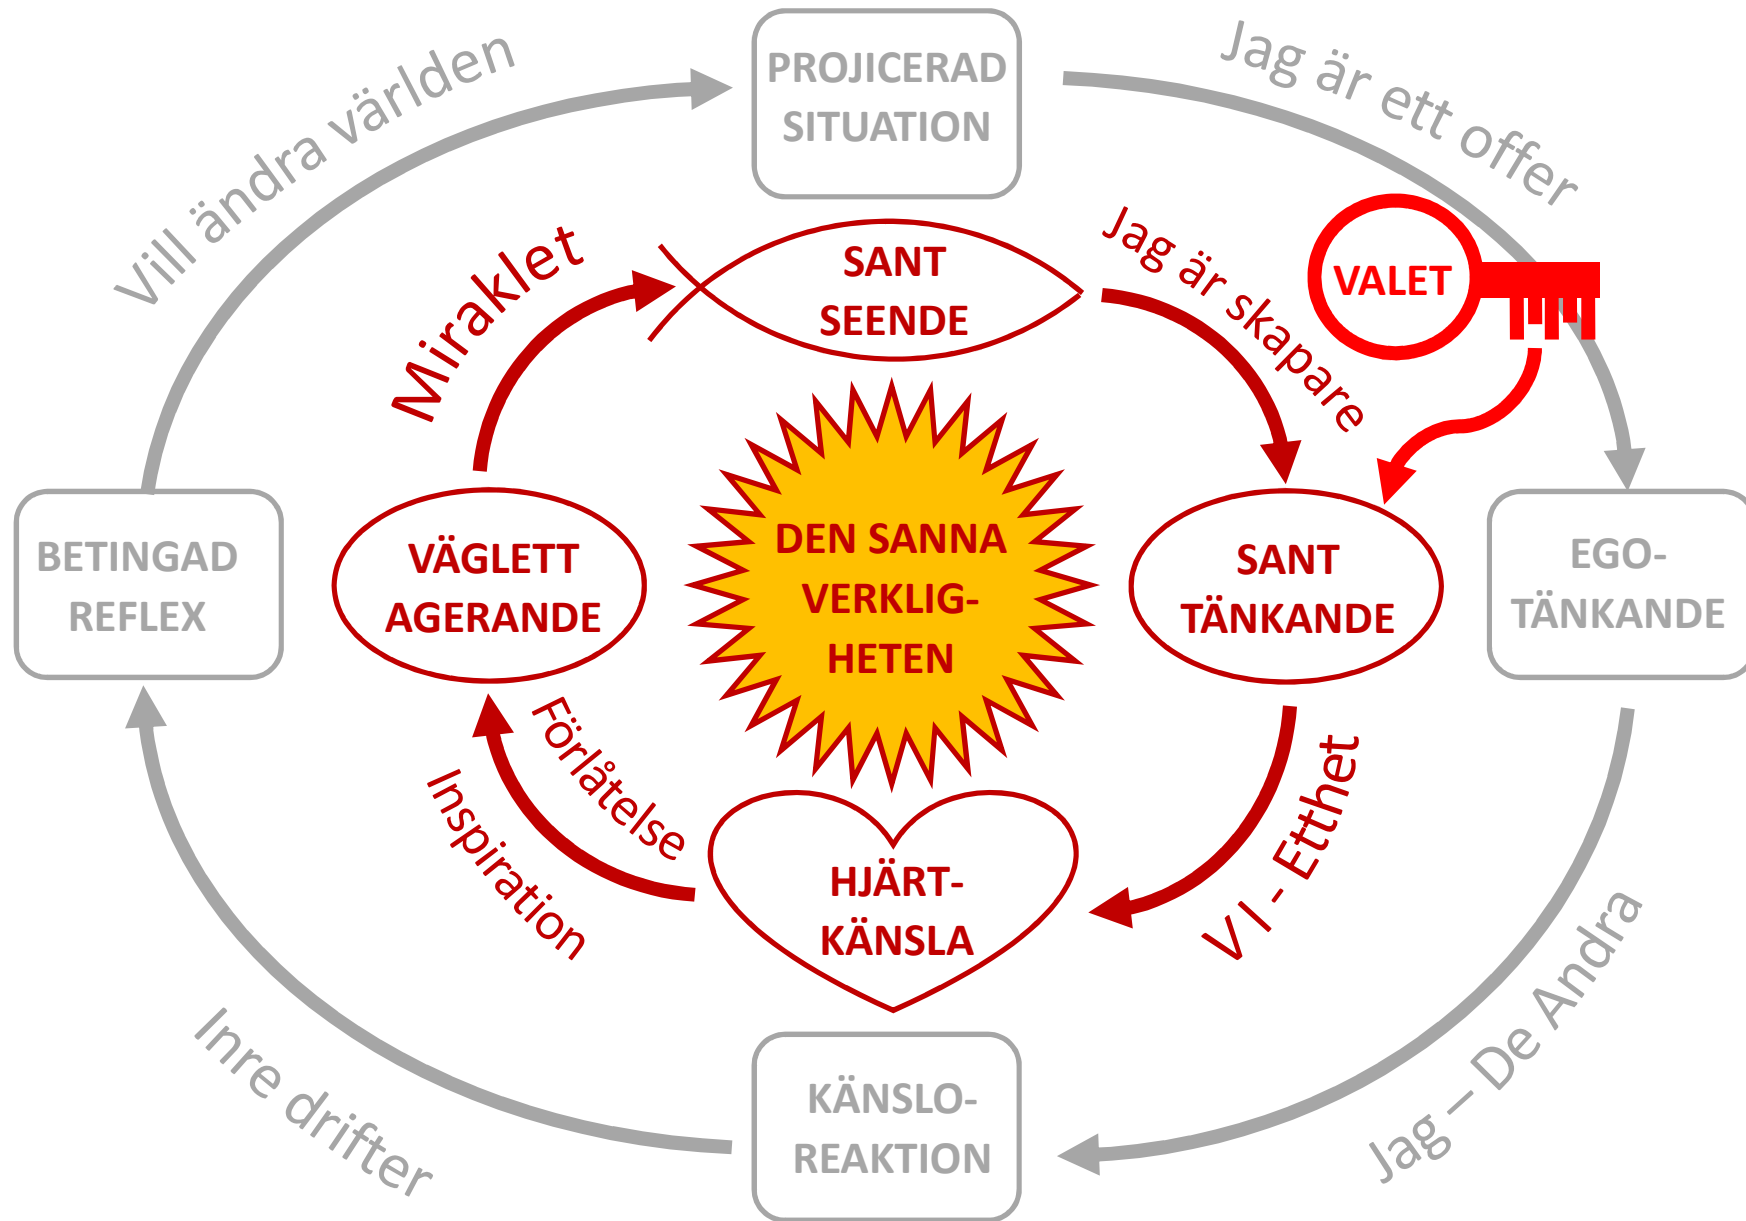 PROJICERAD
SITUATION
Vill ändra världen
Jag är ett offer
Miraklet
SANT
SEENDE
Jag är skapare
VALET
BETINGAD
REFLEX
VÄGLETT
AGERANDE
DEN SANNA
VERKLIG-
HETEN
SANT
TÄNKANDE
EGO-
TÄNKANDE
Förlåtelse
Inspiration
HJÄRT-
KÄNSLA
V I - Etthet
Inre drifter
KÄNSLO-
REAKTION
Jag – De Andra